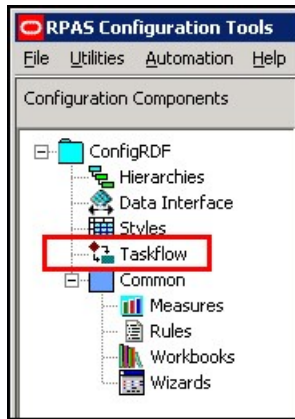 RPAS Configuration Tools
File Utilities Automation Help
Configuration Components
ConfigRDF
Hierarchies
Data Interface
Styles
Taskflow
Common
Measures
Rules
Workbooks
Wizards